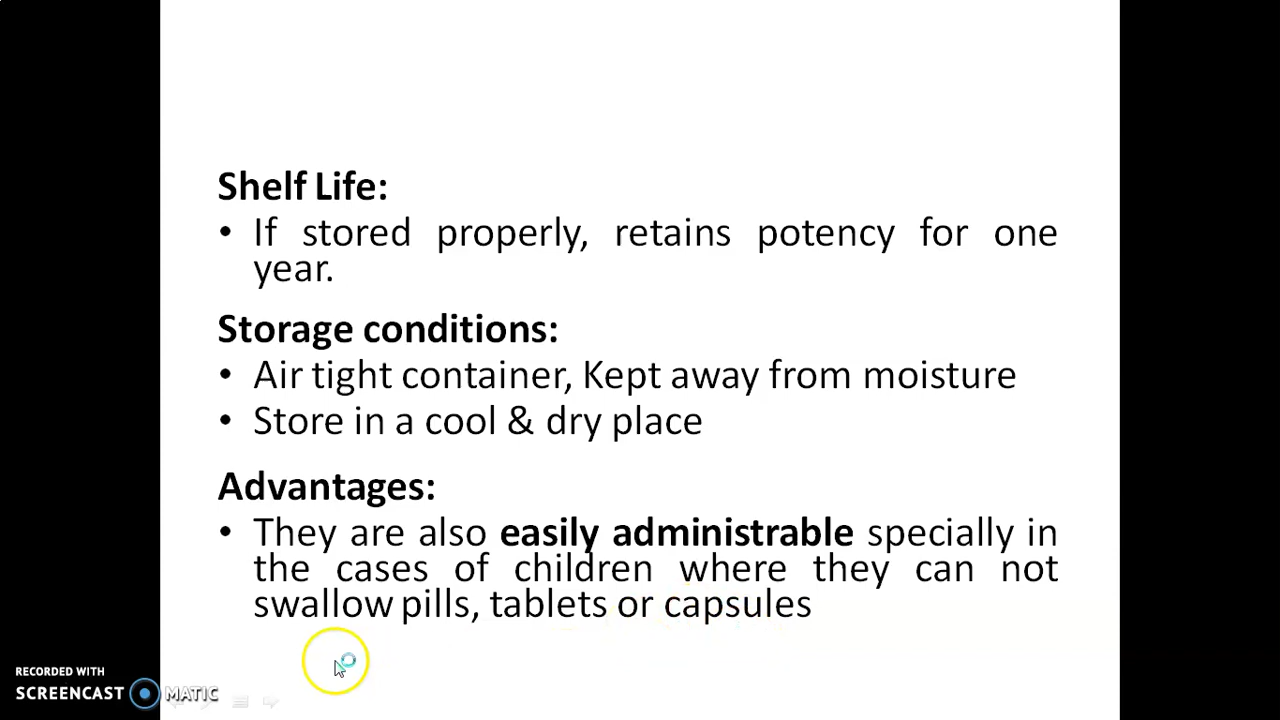 Shelf Life:
• If stored properly, retains potency for one
year.
Storage conditions:
• Air tight container, Kept away from moisture
• Store in a cool & dry place
Advantages:
• They are also easily administrable specially in
the cases of children where they can not
swallow pills, tablets or capsules
RECORDED WITH
SCREENCAST MATIC